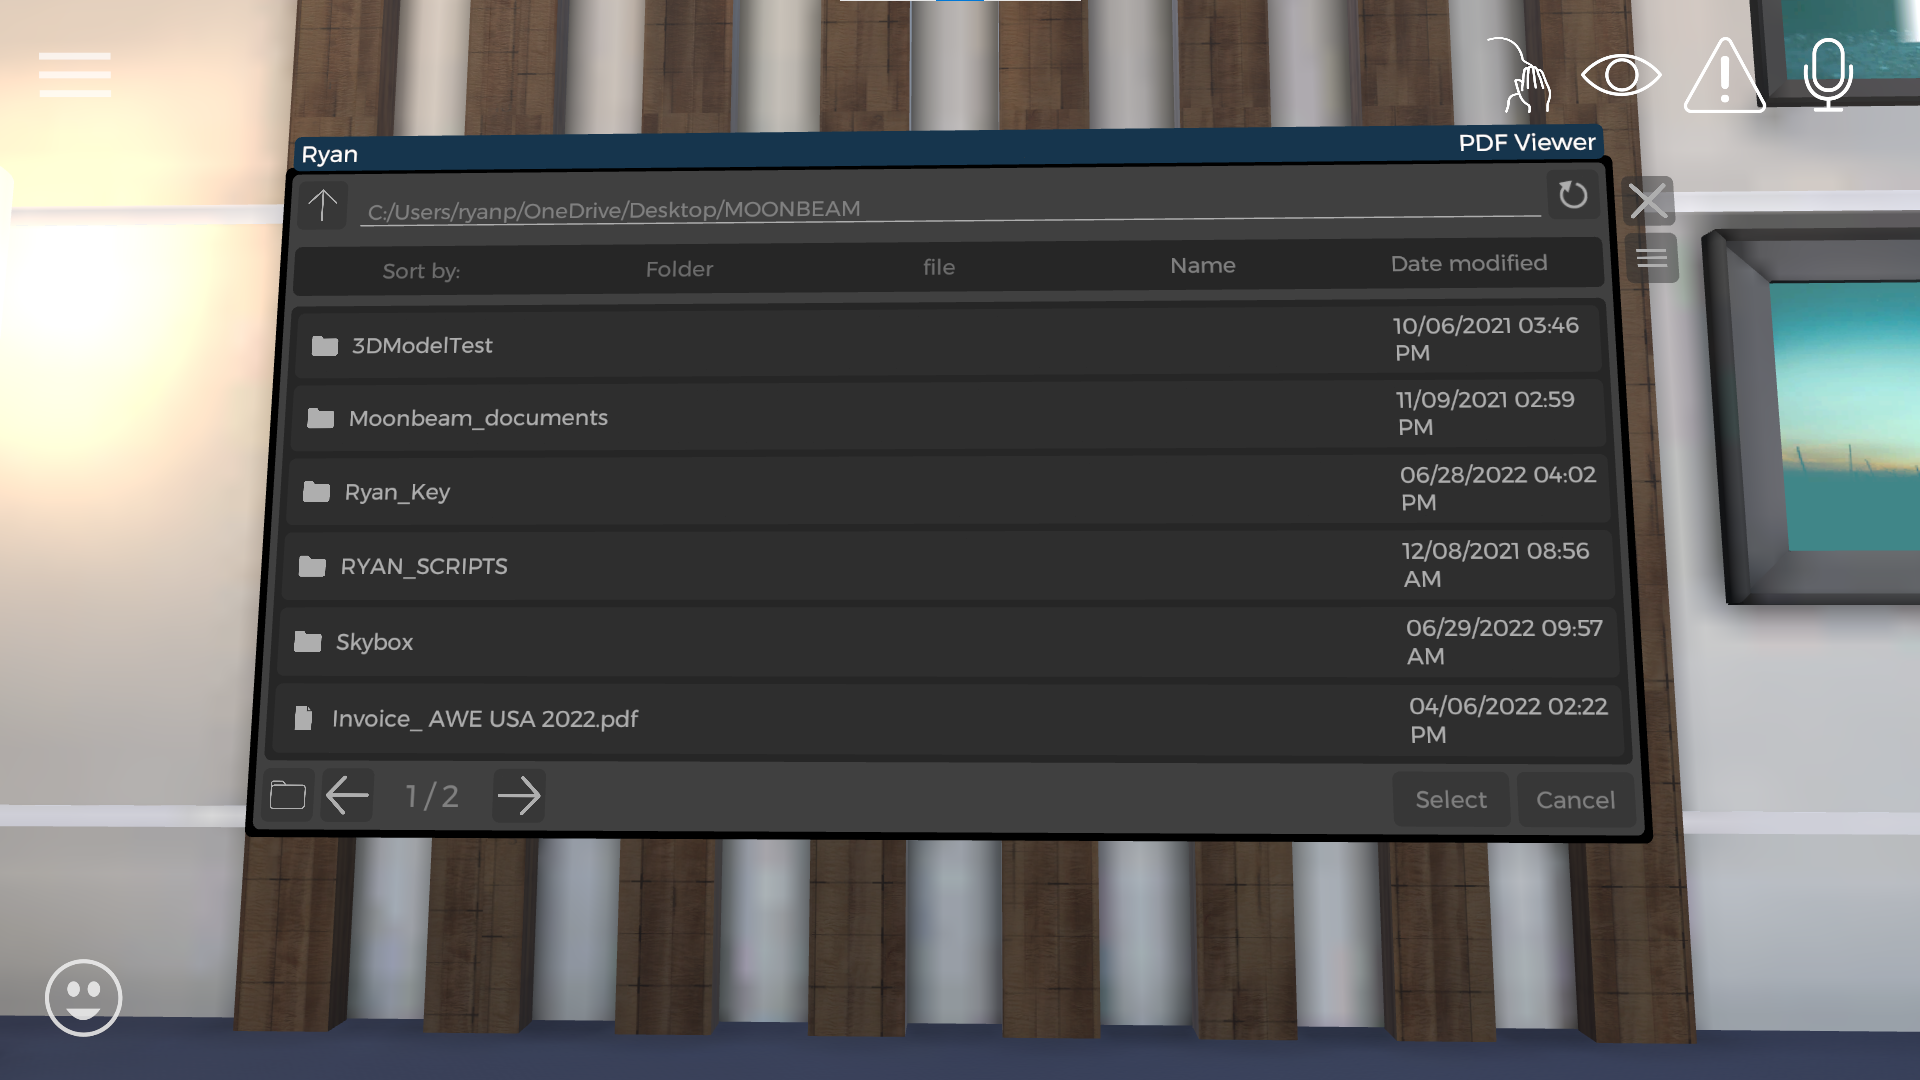 Ryan
PDF Viewer
C:/Users/ryanp/OneDrive/Desktop/MOONBEAM
Sort by: Folder file Name Date modified
3DModelTest
10/06/2021 03:46
PM
Moonbeam_documents
11/09/2021 02:59
PM
Ryan_Key
06/28/2022 04:02
PM
RYAN_SCRIPTS
12/08/2021 08:56
AM
Skybox
06/29/2022 09:57
AM
Invoice_ AWE USA 2022.pdf
04/06/2022 02:22
PM
1/2
Select
Cancel